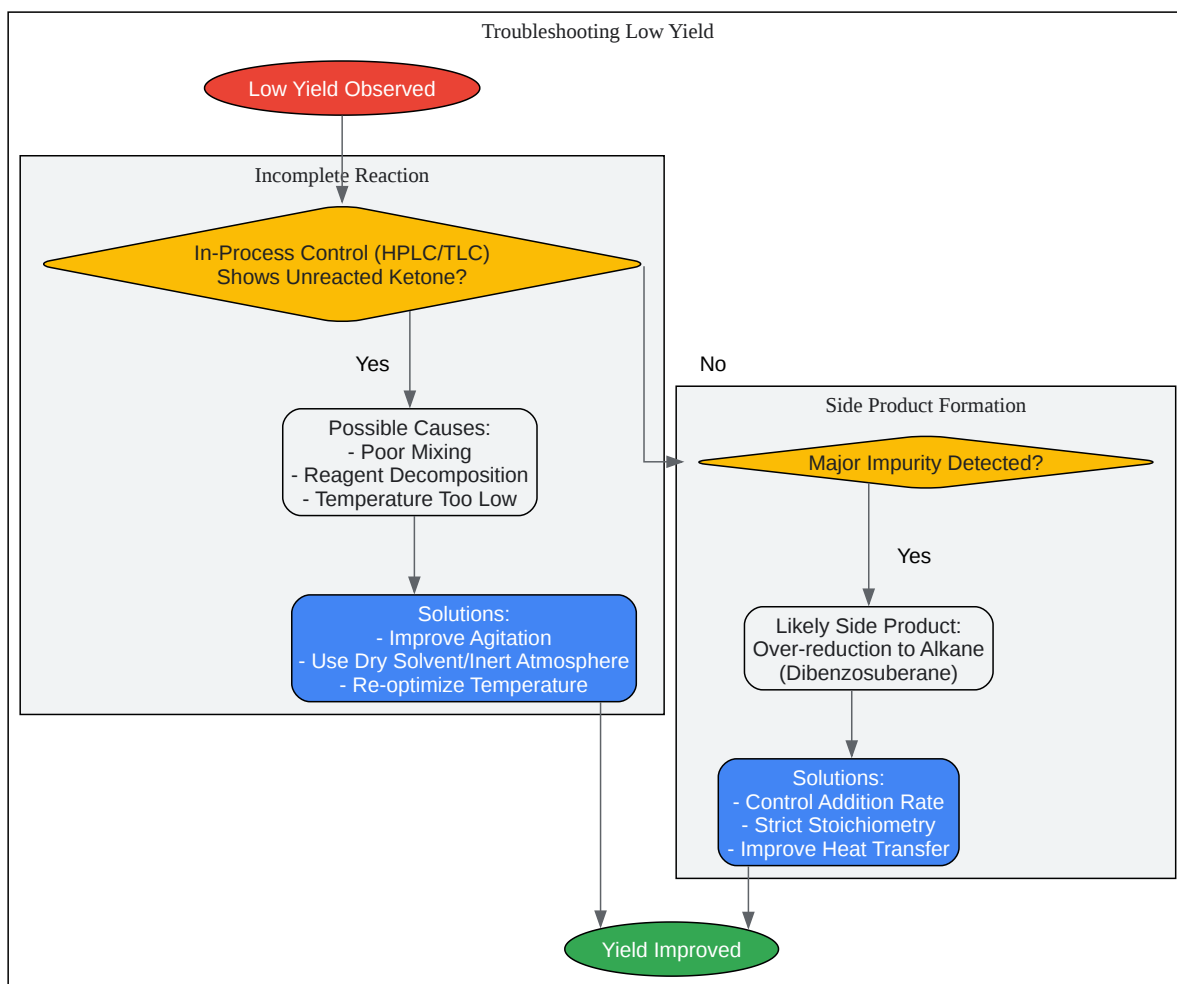 Troubleshooting Low Yield
Low Yield Observed
Incomplete Reaction
In-Process Control (HPLC/TLC)
Shows Unreacted Ketone?
Yes
No
Possible Causes:
- Poor Mixing
- Reagent Decomposition
- Temperature Too Low
Solutions:
- Improve Agitation
- Use Dry Solvent/Inert Atmosphere
- Re-optimize Temperature
Side Product Formation
Major Impurity Detected?
Yes
Likely Side Product:
Over-reduction to Alkane
(Dibenzosuberane)
Solutions:
- Control Addition Rate
- Strict Stoichiometry
- Improve Heat Transfer
Yield Improved